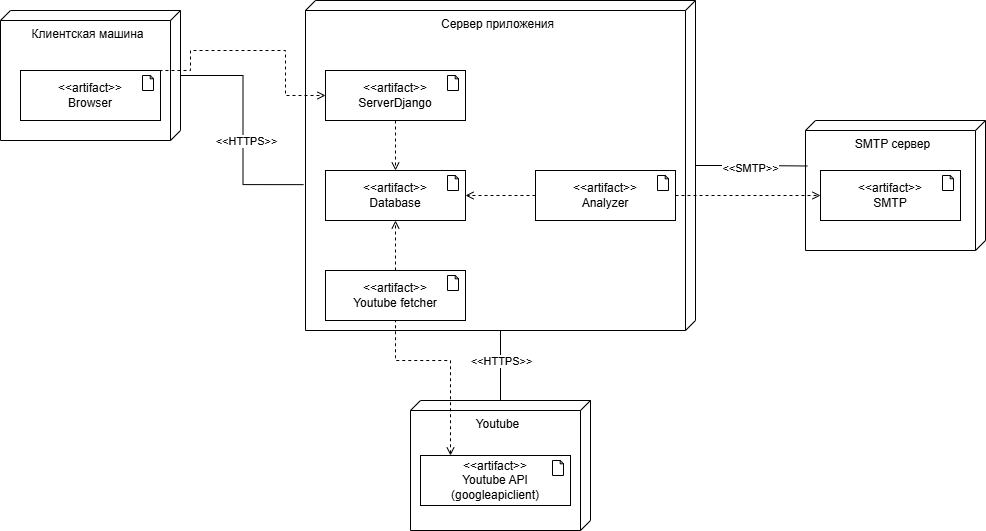 Клиентская машина
<<artifact>>
Browser
<<HTTPS>>
Сервер приложения
<<artifact>>
ServerDjango
<<artifact>>
Database
<<artifact>>
Analyzer
<<artifact>>
Youtube fetcher
<<SMTP>>
SMTP сервер
<<artifact>>
SMTP
<<HTTPS>>
Youtube
<<artifact>>
Youtube API
(googleapiclient)